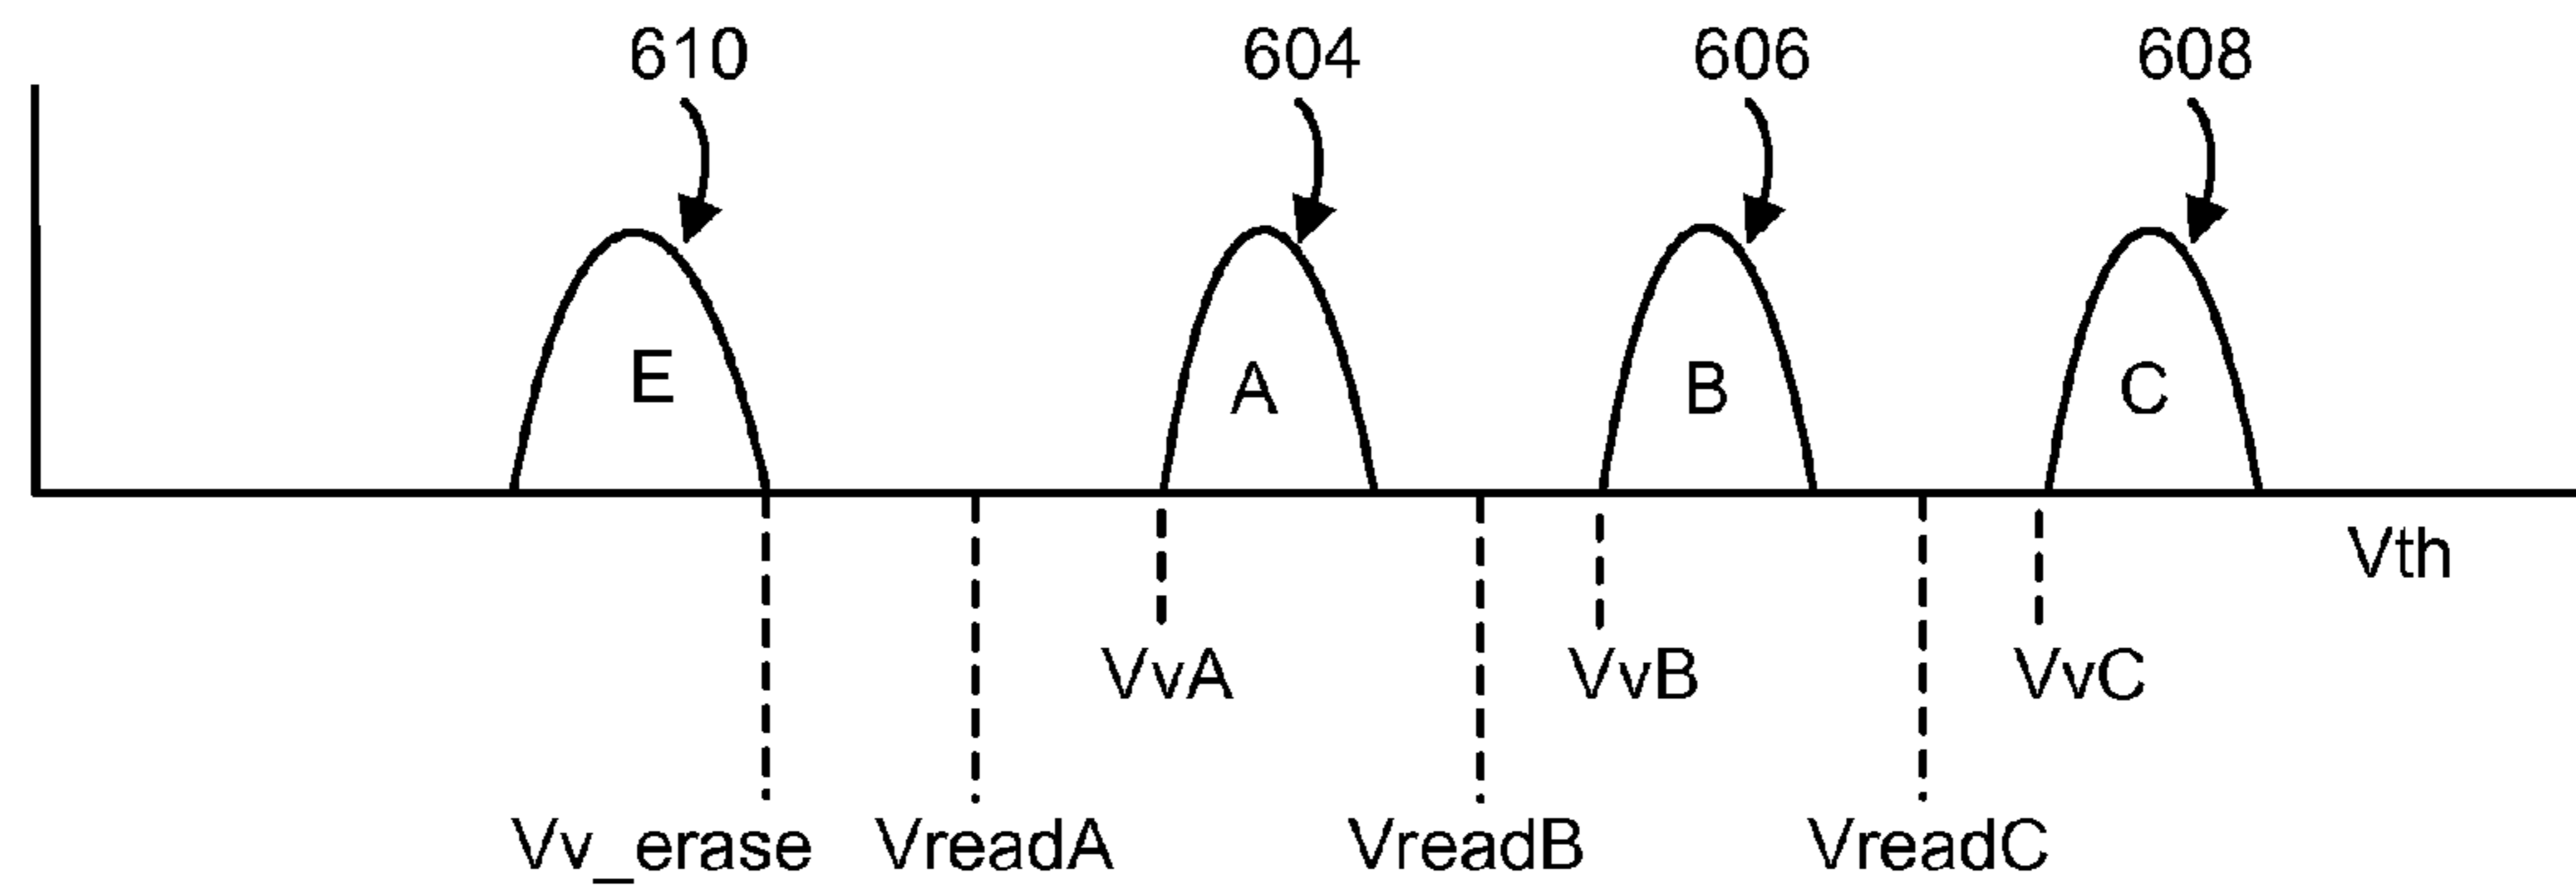 610 604 606 608
E A B C
Vth
VvA VvB VvC
Vv_erase VreadA VreadB VreadC